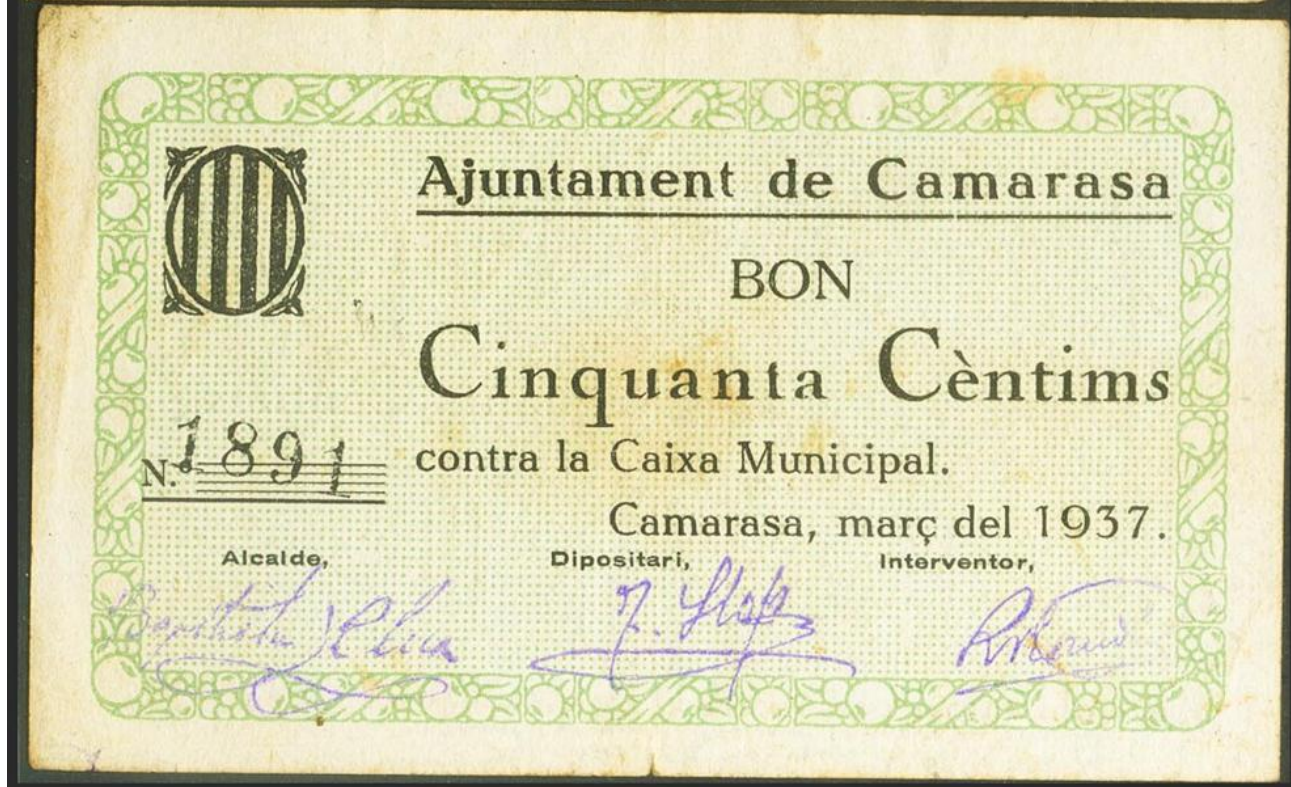 Ajuntament de Camarasa
BON
Cinquanta Cèntims
contra la Caixa Municipal.
N.º 1891
Camarasa, març del 1937.
Alcalde, Dipositari, Interventor,